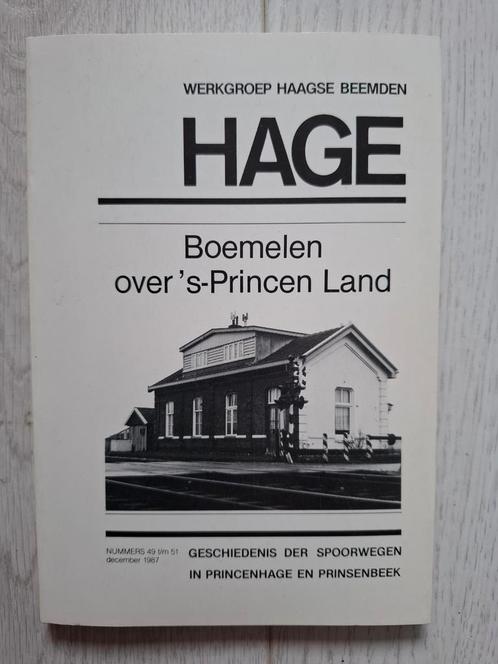 WERKGROEP HAAGSE BEEMDEN
HAGE
Boemelen
over 's-Princen Land
NUMMERS 49 t/m 51
december 1987
GESCHIEDENIS DER SPOORWEGEN
IN PRINCENHAGE EN PRINSENBEEK